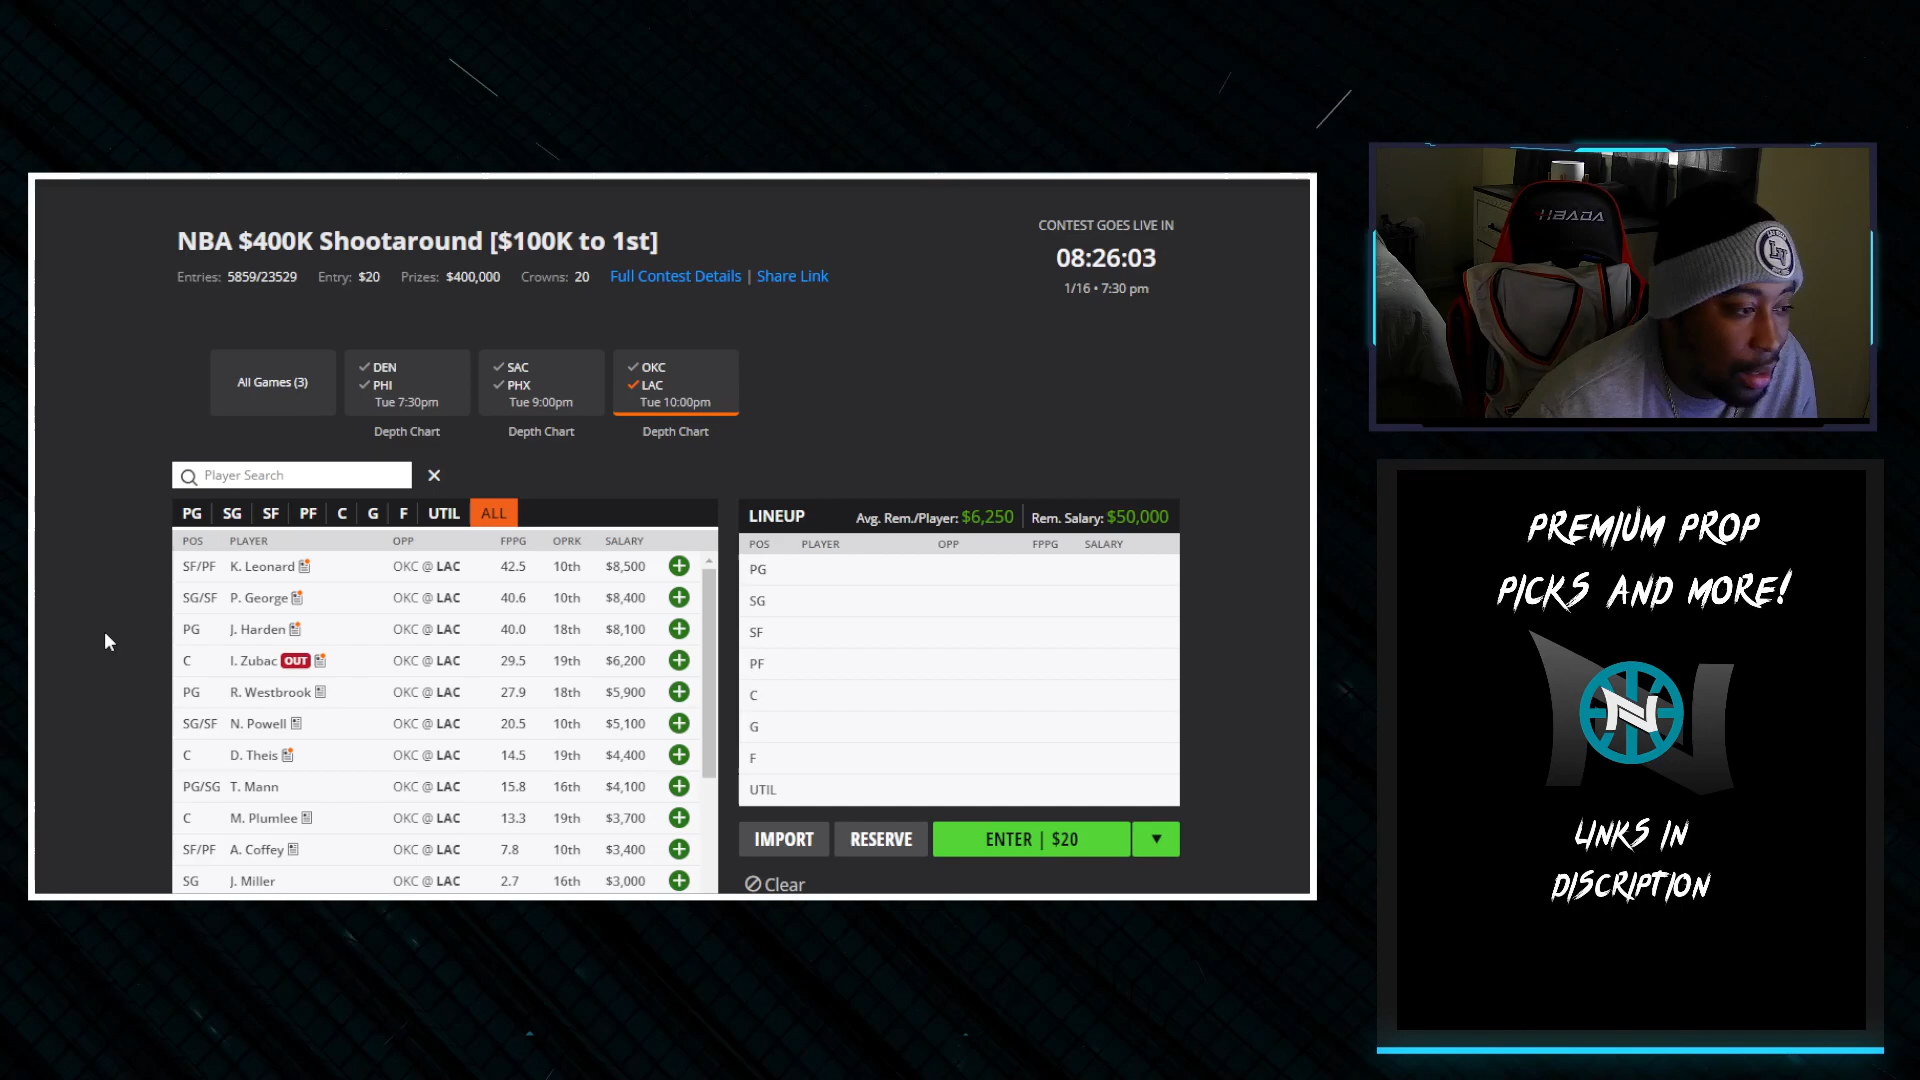 NBA $400K Shootaround [$100K to 1st]
Entries: 5859/23529 Entry: $20 Prizes: $400,000 Crowns: 20 Full Contest Details | Share Link
CONTEST GOES LIVE IN
08:26:03
1/16 • 7:30 pm
All Games (3)
DEN
PHI
Tue 7:30pm
Depth Chart
SAC
PHX
Tue 9:00pm
Depth Chart
OKC
LAC
Tue 10:00pm
Depth Chart
Player Search
PG SG SF PF C G F UTIL ALL
POS PLAYER OPP FPPG OPRK SALARY
SF/PF K. Leonard OKC @ LAC 42.5 10th $8,500
SG/SF P. George OKC @ LAC 40.6 10th $8,400
PG J. Harden OKC @ LAC 40.0 18th $8,100
C I. Zubac OUT OKC @ LAC 29.5 19th $6,200
PG R. Westbrook OKC @ LAC 27.9 18th $5,900
SG/SF N. Powell OKC @ LAC 20.5 10th $5,100
C D. Theis OKC @ LAC 14.5 19th $4,400
PG/SG T. Mann OKC @ LAC 15.8 16th $4,100
C M. Plumlee OKC @ LAC 13.3 19th $3,700
SF/PF A. Coffey OKC @ LAC 7.8 10th $3,400
SG J. Miller OKC @ LAC 2.7 16th $3,000
LINEUP Avg. Rem./Player: $6,250 Rem. Salary: $50,000
POS PLAYER OPP FPPG SALARY
PG
SG
SF
PF
C
G
F
UTIL
IMPORT RESERVE ENTER | $20
Clear
HBADA
LV
PREMIUM PROP
PICKS AND MORE!
N
LINKS IN
DISCRIPTION